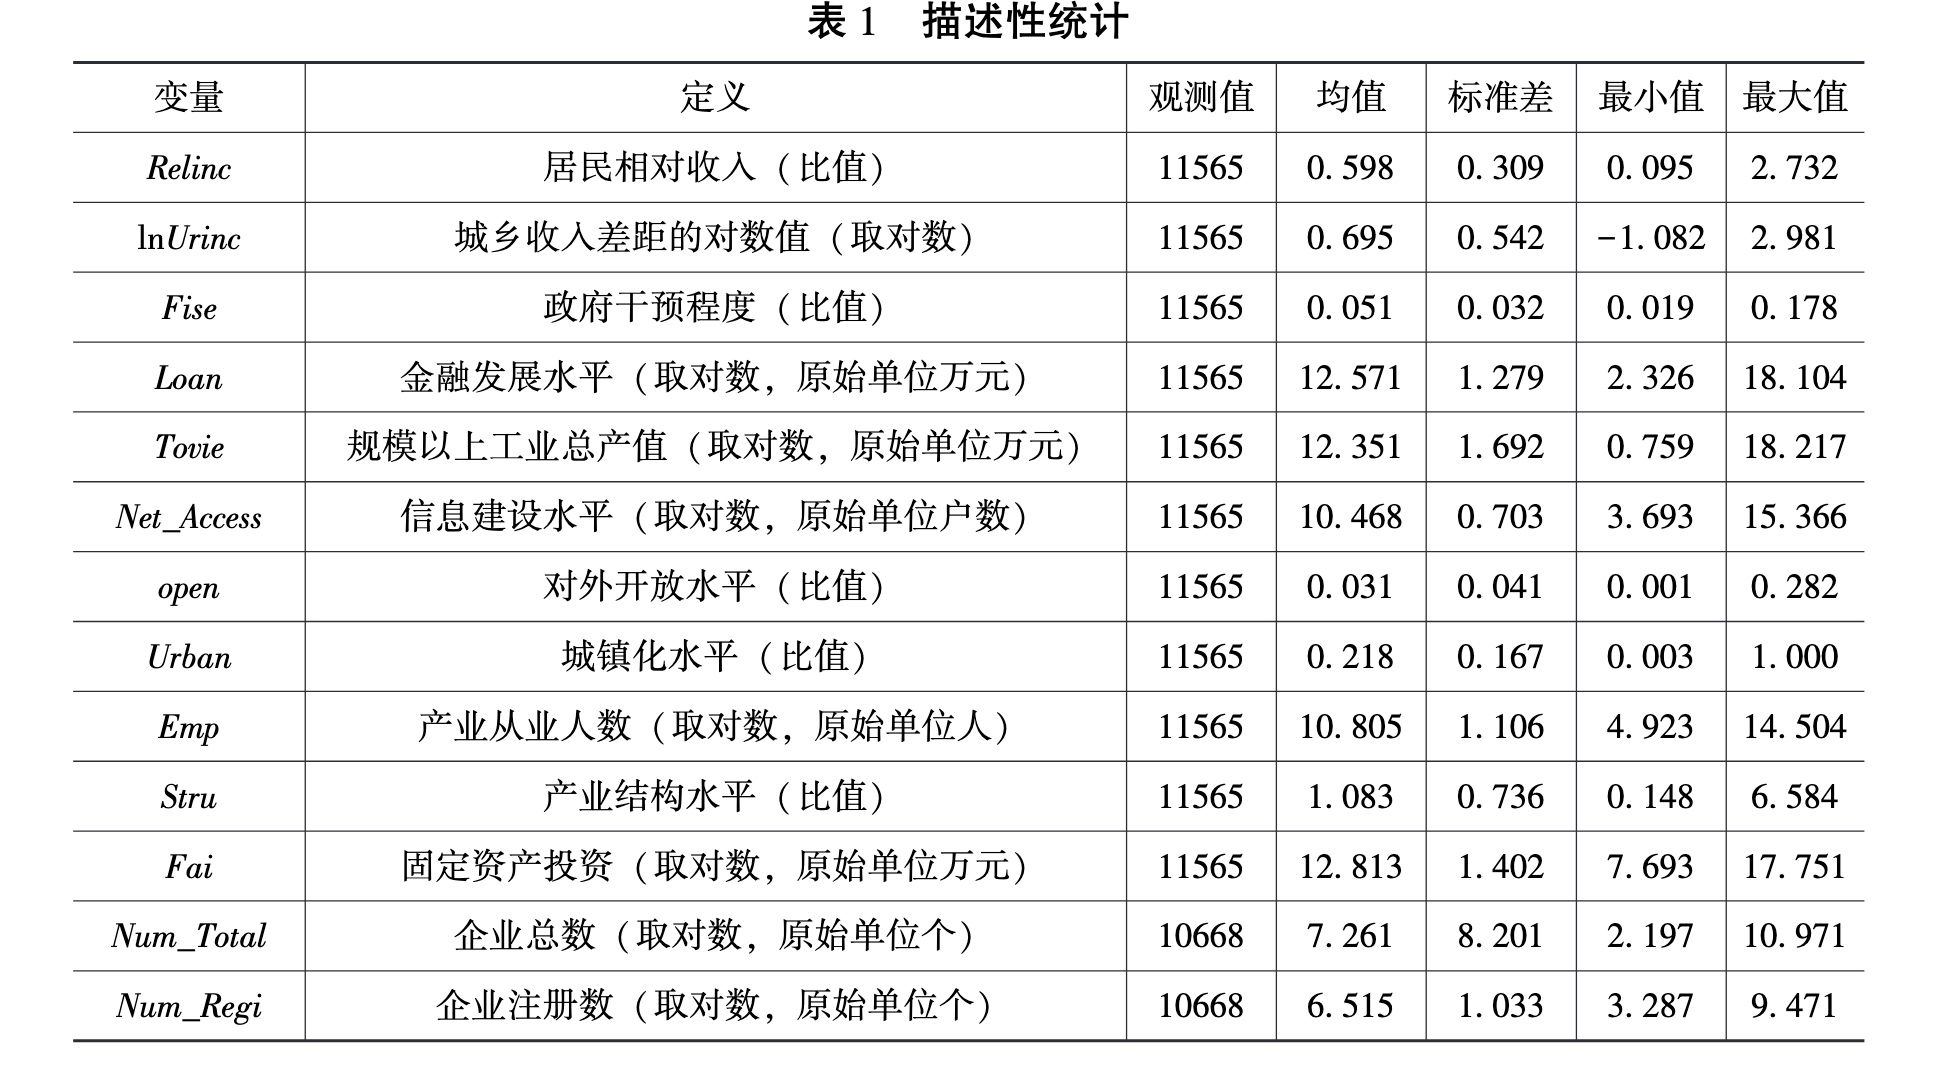 表 1 描述性统计
变量 定义 观测值 均值 标准差 最小值 最大值
Relinc 居民相对收入（比值） 11565 0.598 0.309 0.095 2.732
lnUrinc 城乡收入差距的对数值（取对数） 11565 0.695 0.542 -1.082 2.981
Fise 政府干预程度（比值） 11565 0.051 0.032 0.019 0.178
Loan 金融发展水平（取对数，原始单位万元） 11565 12.571 1.279 2.326 18.104
Tovie 规模以上工业总产值（取对数，原始单位万元） 11565 12.351 1.692 0.759 18.217
Net_Access 信息建设水平（取对数，原始单位户数） 11565 10.468 0.703 3.693 15.366
open 对外开放水平（比值） 11565 0.031 0.041 0.001 0.282
Urban 城镇化水平（比值） 11565 0.218 0.167 0.003 1.000
Emp 产业从业人数（取对数，原始单位人） 11565 10.805 1.106 4.923 14.504
Stru 产业结构水平（比值） 11565 1.083 0.736 0.148 6.584
Fai 固定资产投资（取对数，原始单位万元） 11565 12.813 1.402 7.693 17.751
Num_Total 企业总数（取对数，原始单位个） 10668 7.261 8.201 2.197 10.971
Num_Regi 企业注册数（取对数，原始单位个） 10668 6.515 1.033 3.287 9.471